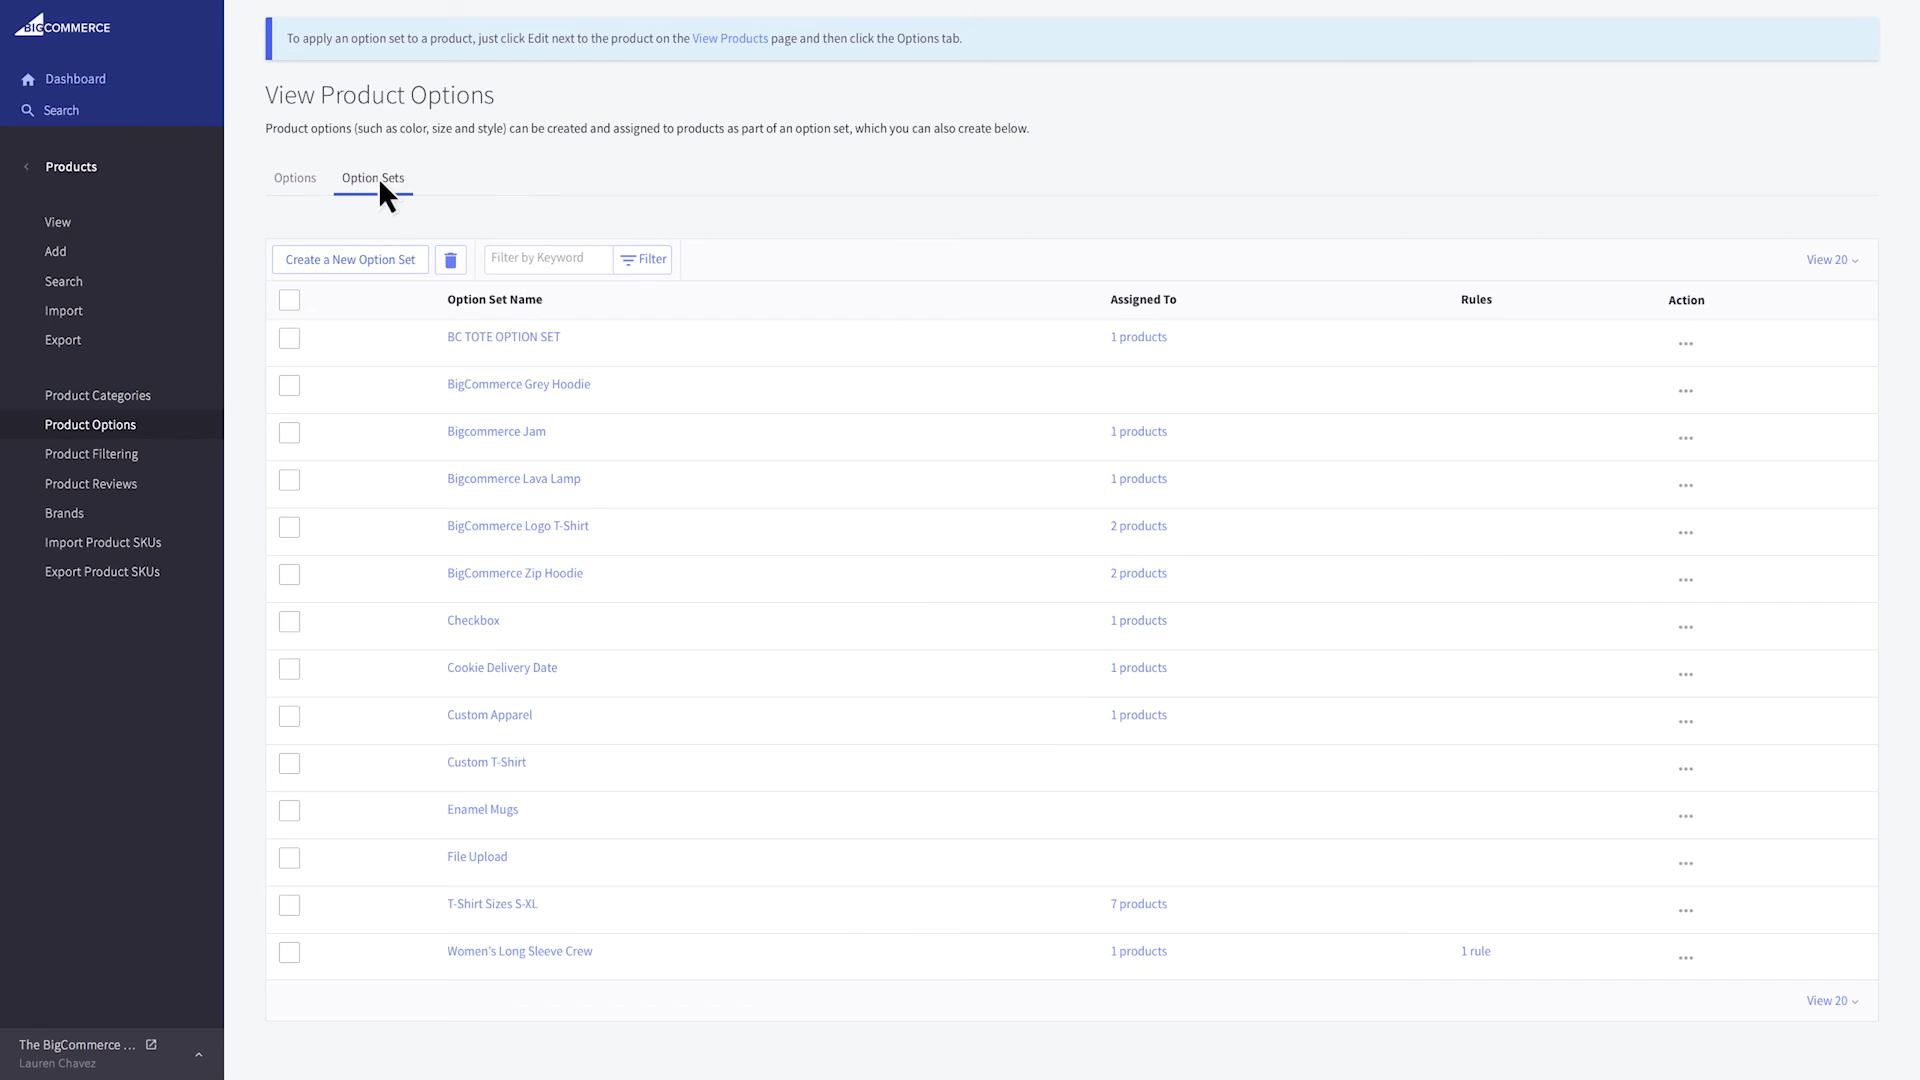 BIGCOMMERCE
Dashboard
Search
Products
View
Add
Search
Import
Export
Product Categories
Product Options
Product Filtering
Product Reviews
Brands
Import Product SKUs
Export Product SKUs
The BigCommerce ...
Lauren Chavez
To apply an option set to a product, just click Edit next to the product on the View Products page and then click the Options tab.
View Product Options
Product options (such as color, size and style) can be created and assigned to products as part of an option set, which you can also create below.
Options Option Sets
Create a New Option Set Filter by Keyword Filter View 20
Option Set Name Assigned To Rules Action
BC TOTE OPTION SET 1 products
BigCommerce Grey Hoodie
Bigcommerce Jam 1 products
Bigcommerce Lava Lamp 1 products
BigCommerce Logo T-Shirt 2 products
BigCommerce Zip Hoodie 2 products
Checkbox 1 products
Cookie Delivery Date 1 products
Custom Apparel 1 products
Custom T-Shirt
Enamel Mugs
File Upload
T-Shirt Sizes S-XL 7 products
Women's Long Sleeve Crew 1 products 1 rule
View 20